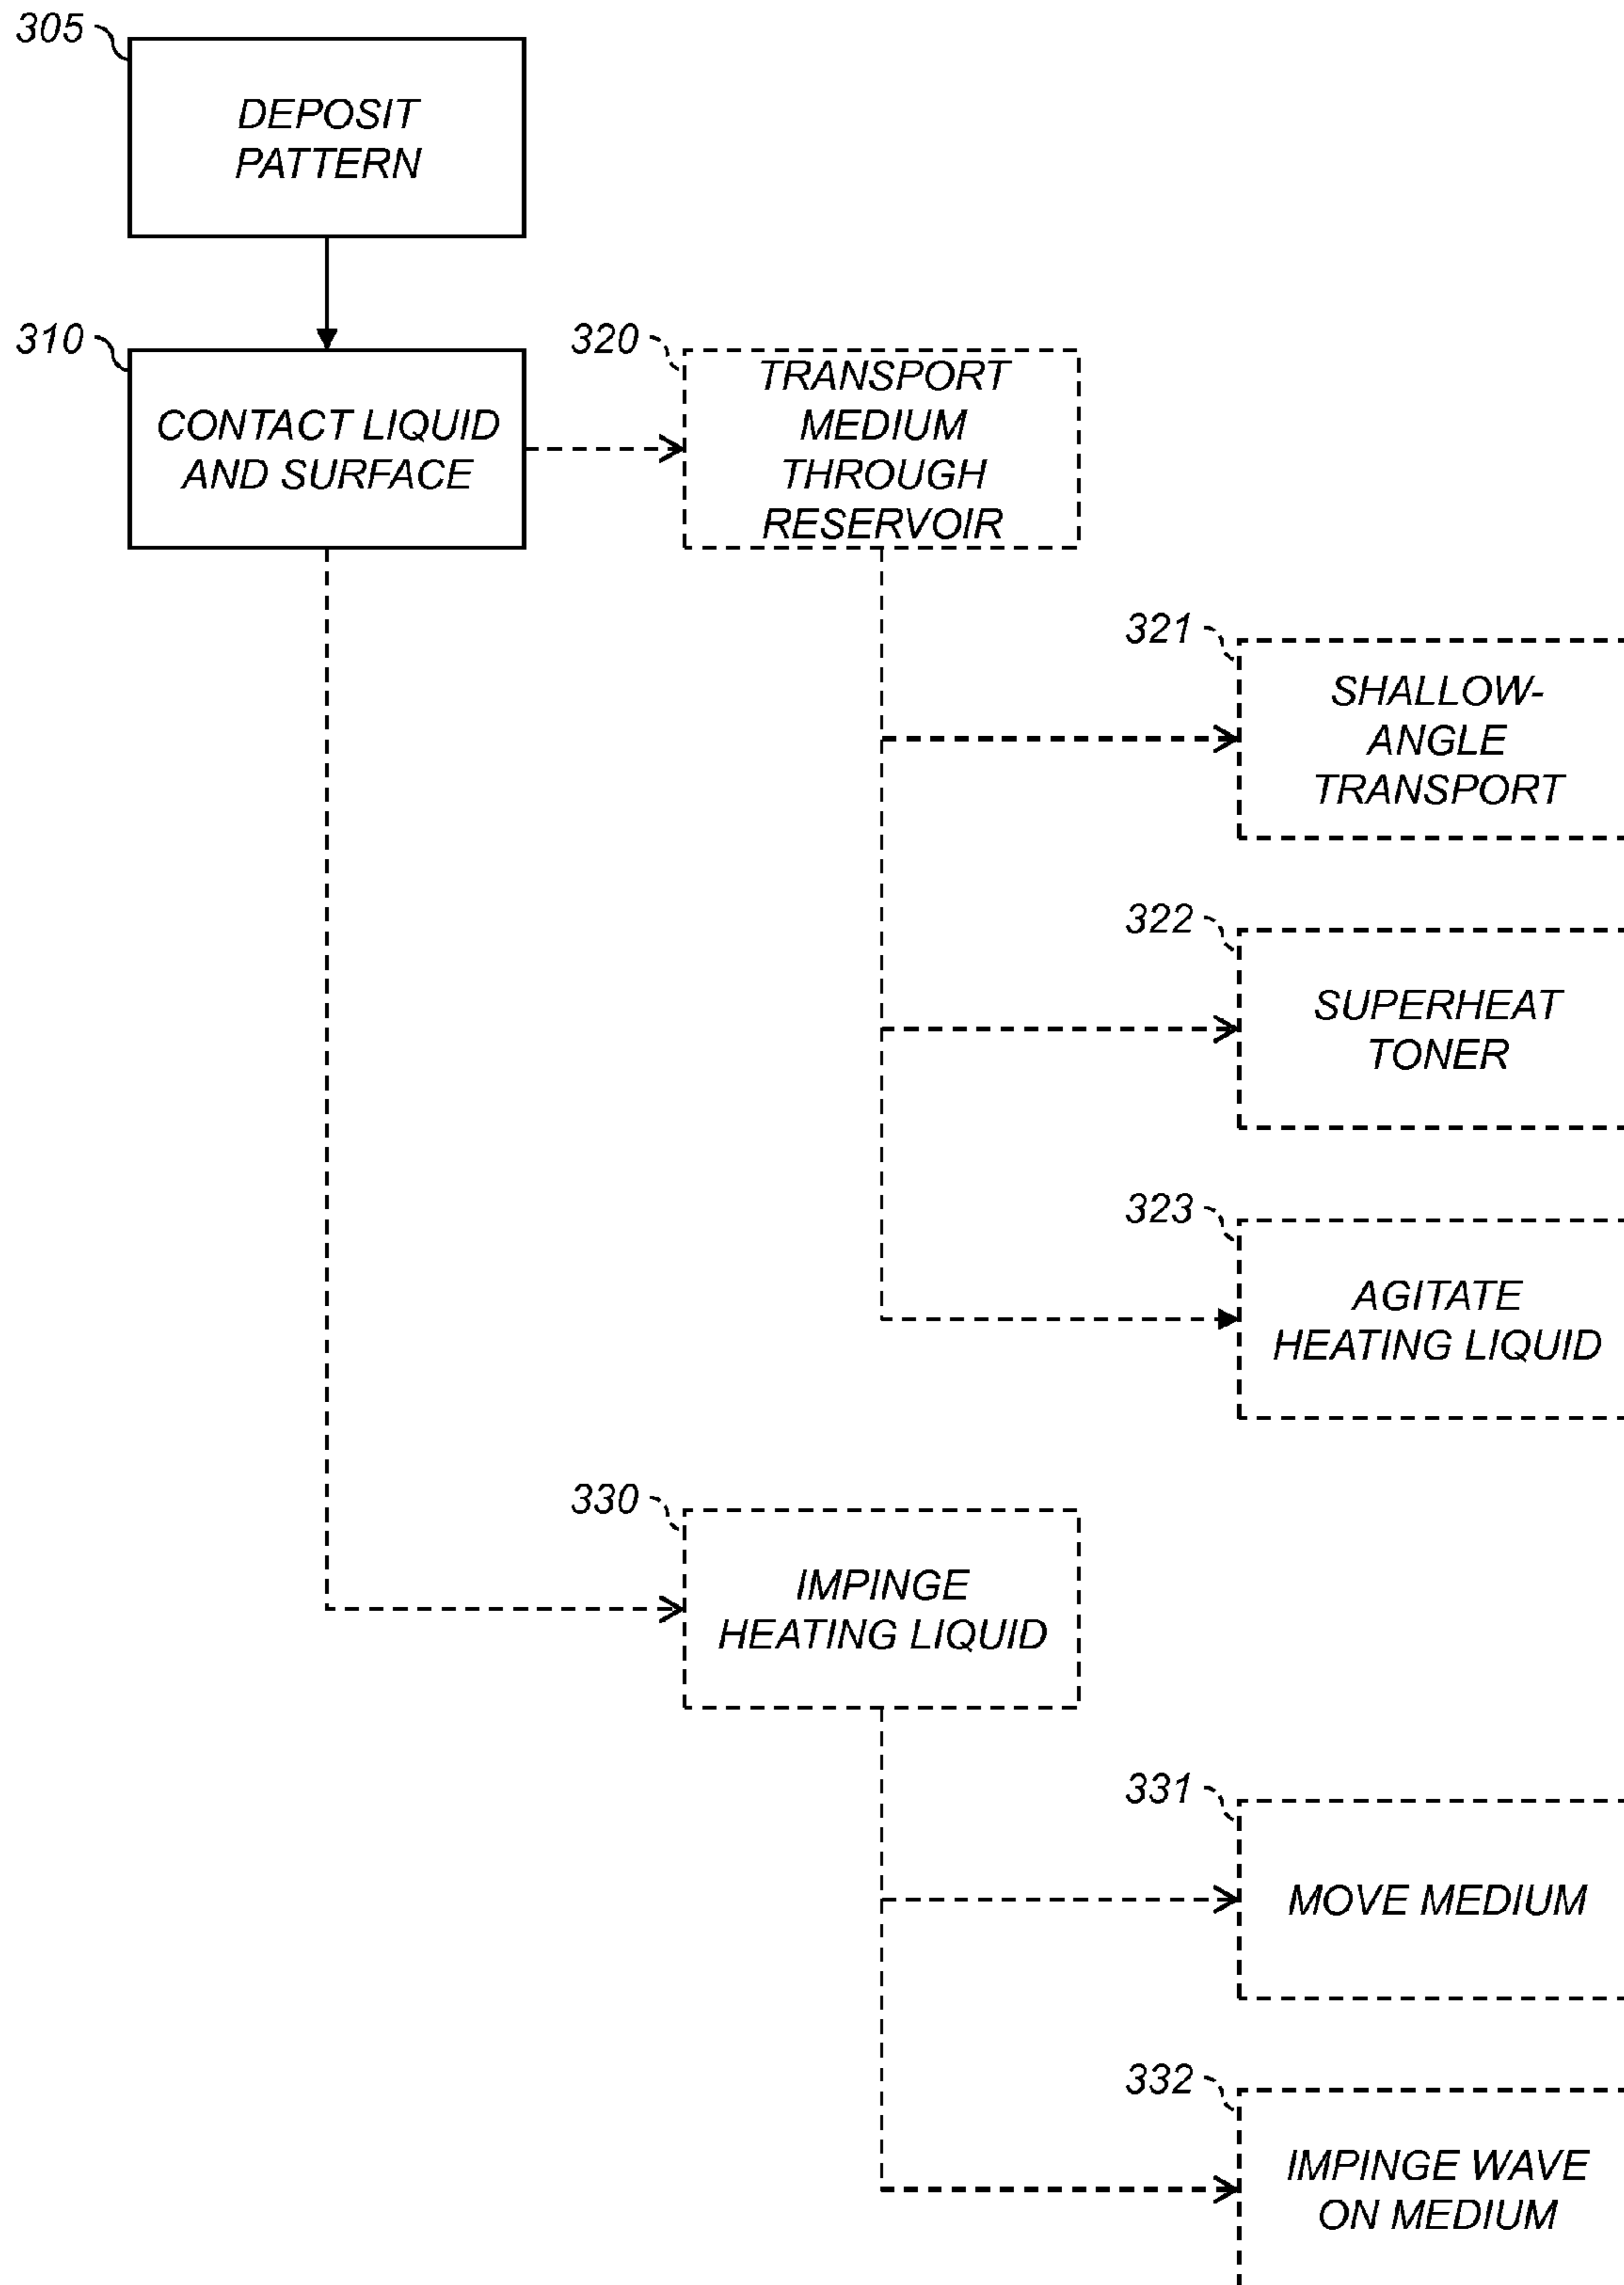 305
DEPOSIT
PATTERN
310
CONTACT LIQUID
AND SURFACE
320
TRANSPORT
MEDIUM
THROUGH
RESERVOIR
321
SHALLOW-
ANGLE
TRANSPORT
322
SUPERHEAT
TONER
323
AGITATE
HEATING LIQUID
330
IMPINGE
HEATING LIQUID
331
MOVE MEDIUM
332
IMPINGE WAVE
ON MEDIUM